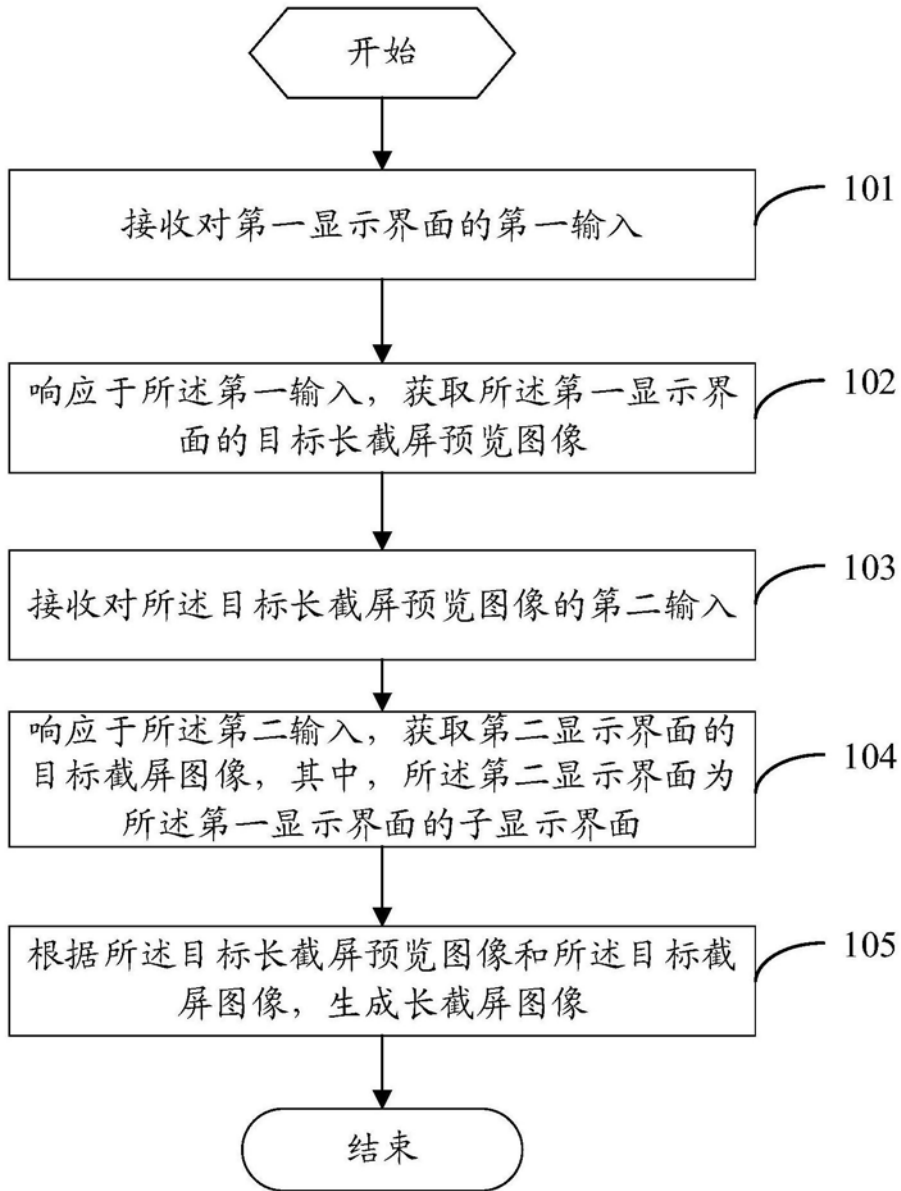 开始
接收对第一显示界面的第一输入
101
响应于所述第一输入，获取所述第一显示界
面的目标长截屏预览图像
102
接收对所述目标长截屏预览图像的第二输入
103
响应于所述第二输入，获取第二显示界面的
目标截屏图像，其中，所述第二显示界面为
所述第一显示界面的子显示界面
104
根据所述目标长截屏预览图像和所述目标截
屏图像，生成长截屏图像
105
结束